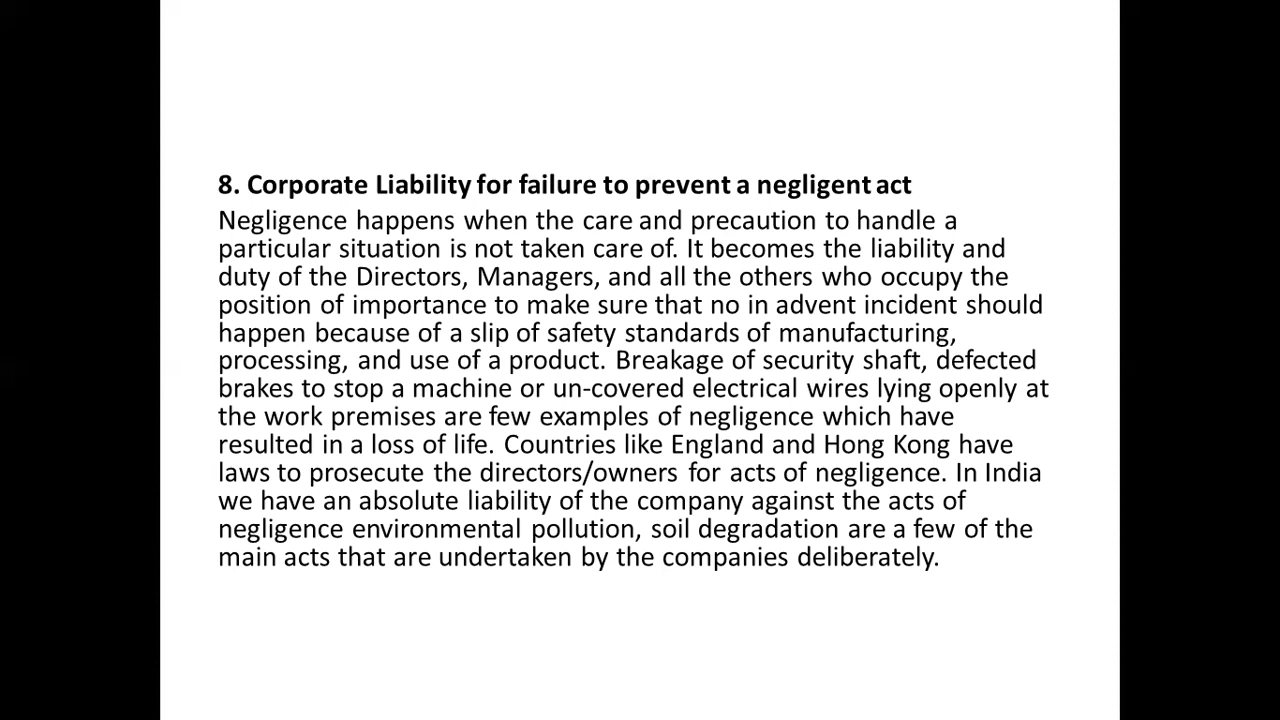 8. Corporate Liability for failure to prevent a negligent act
Negligence happens when the care and precaution to handle a
particular situation is not taken care of. It becomes the liability and
duty of the Directors, Managers, and all the others who occupy the
position of importance to make sure that no in advent incident should
happen because of a slip of safety standards of manufacturing,
processing, and use of a product. Breakage of security shaft, defected
brakes to stop a machine or un-covered electrical wires lying openly at
the work premises are few examples of negligence which have
resulted in a loss of life. Countries like England and Hong Kong have
laws to prosecute the directors/owners for acts of negligence. In India
we have an absolute liability of the company against the acts of
negligence environmental pollution, soil degradation are a few of the
main acts that are undertaken by the companies deliberately.